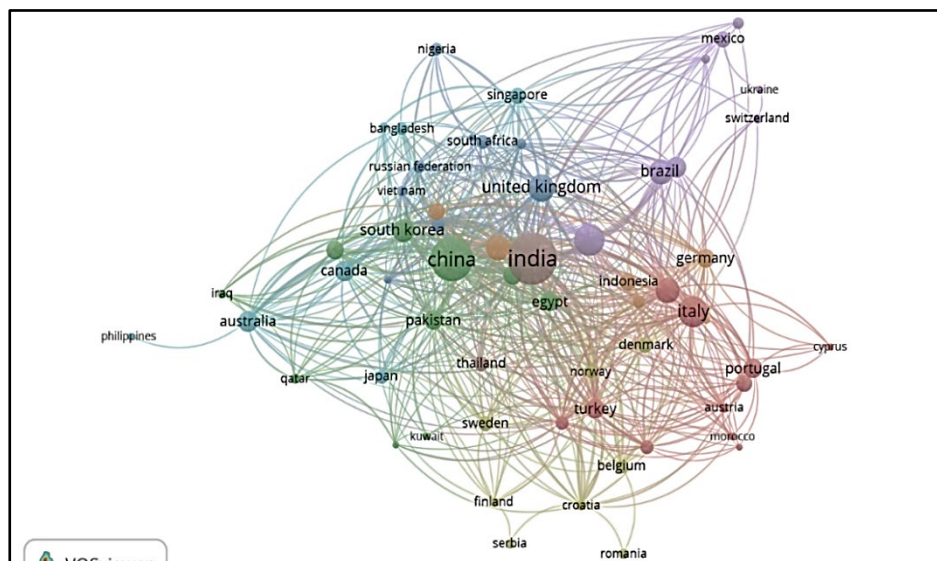 mexico
nigeria
ukraine
singapore
switzerland
bangladesh
south africa
russian federation
brazil
viet nam
united kingdom
south korea
china
india
germany
canada
indonesia
iraq
egypt
australia
pakistan
italy
philippines
denmark
cyprus
thailand
norway
portugal
qatar
japan
turkey
austria
sweden
kuwait
morocco
belgium
finland
croatia
serbia
romania